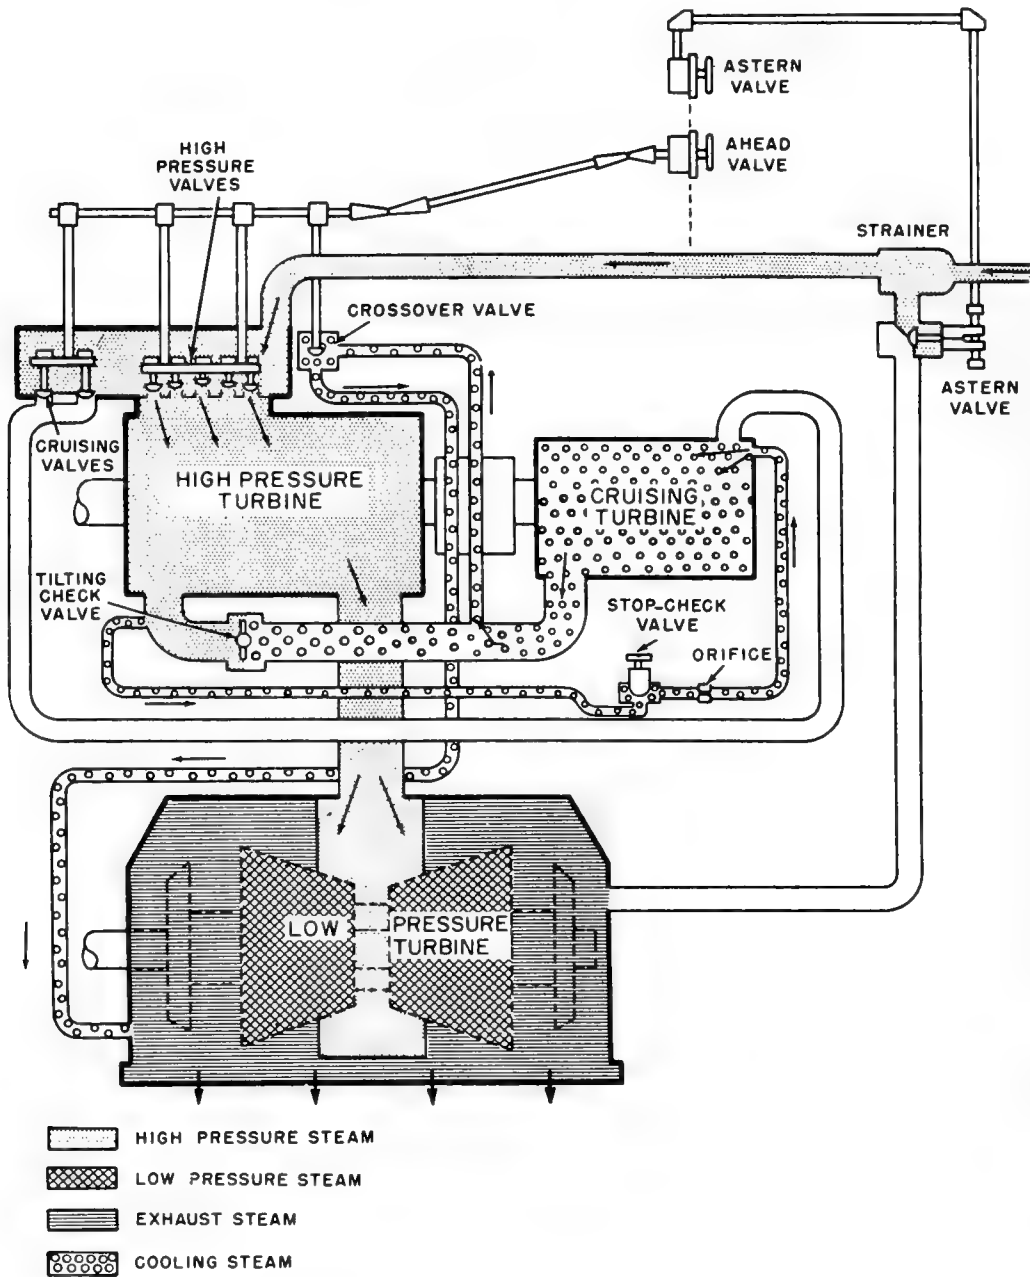 ASTERN
VALVE
AHEAD
VALVE
HIGH
PRESSURE
VALVES
STRAINER
CROSSOVER VALVE
ASTERN
VALVE
CRUISING
VALVES
HIGH PRESSURE
TURBINE
CRUISING
TURBINE
TILTING
CHECK
VALVE
STOP-CHECK
VALVE
ORIFICE
LOW PRESSURE
TURBINE
HIGH PRESSURE STEAM
LOW PRESSURE STEAM
EXHAUST STEAM
COOLING STEAM